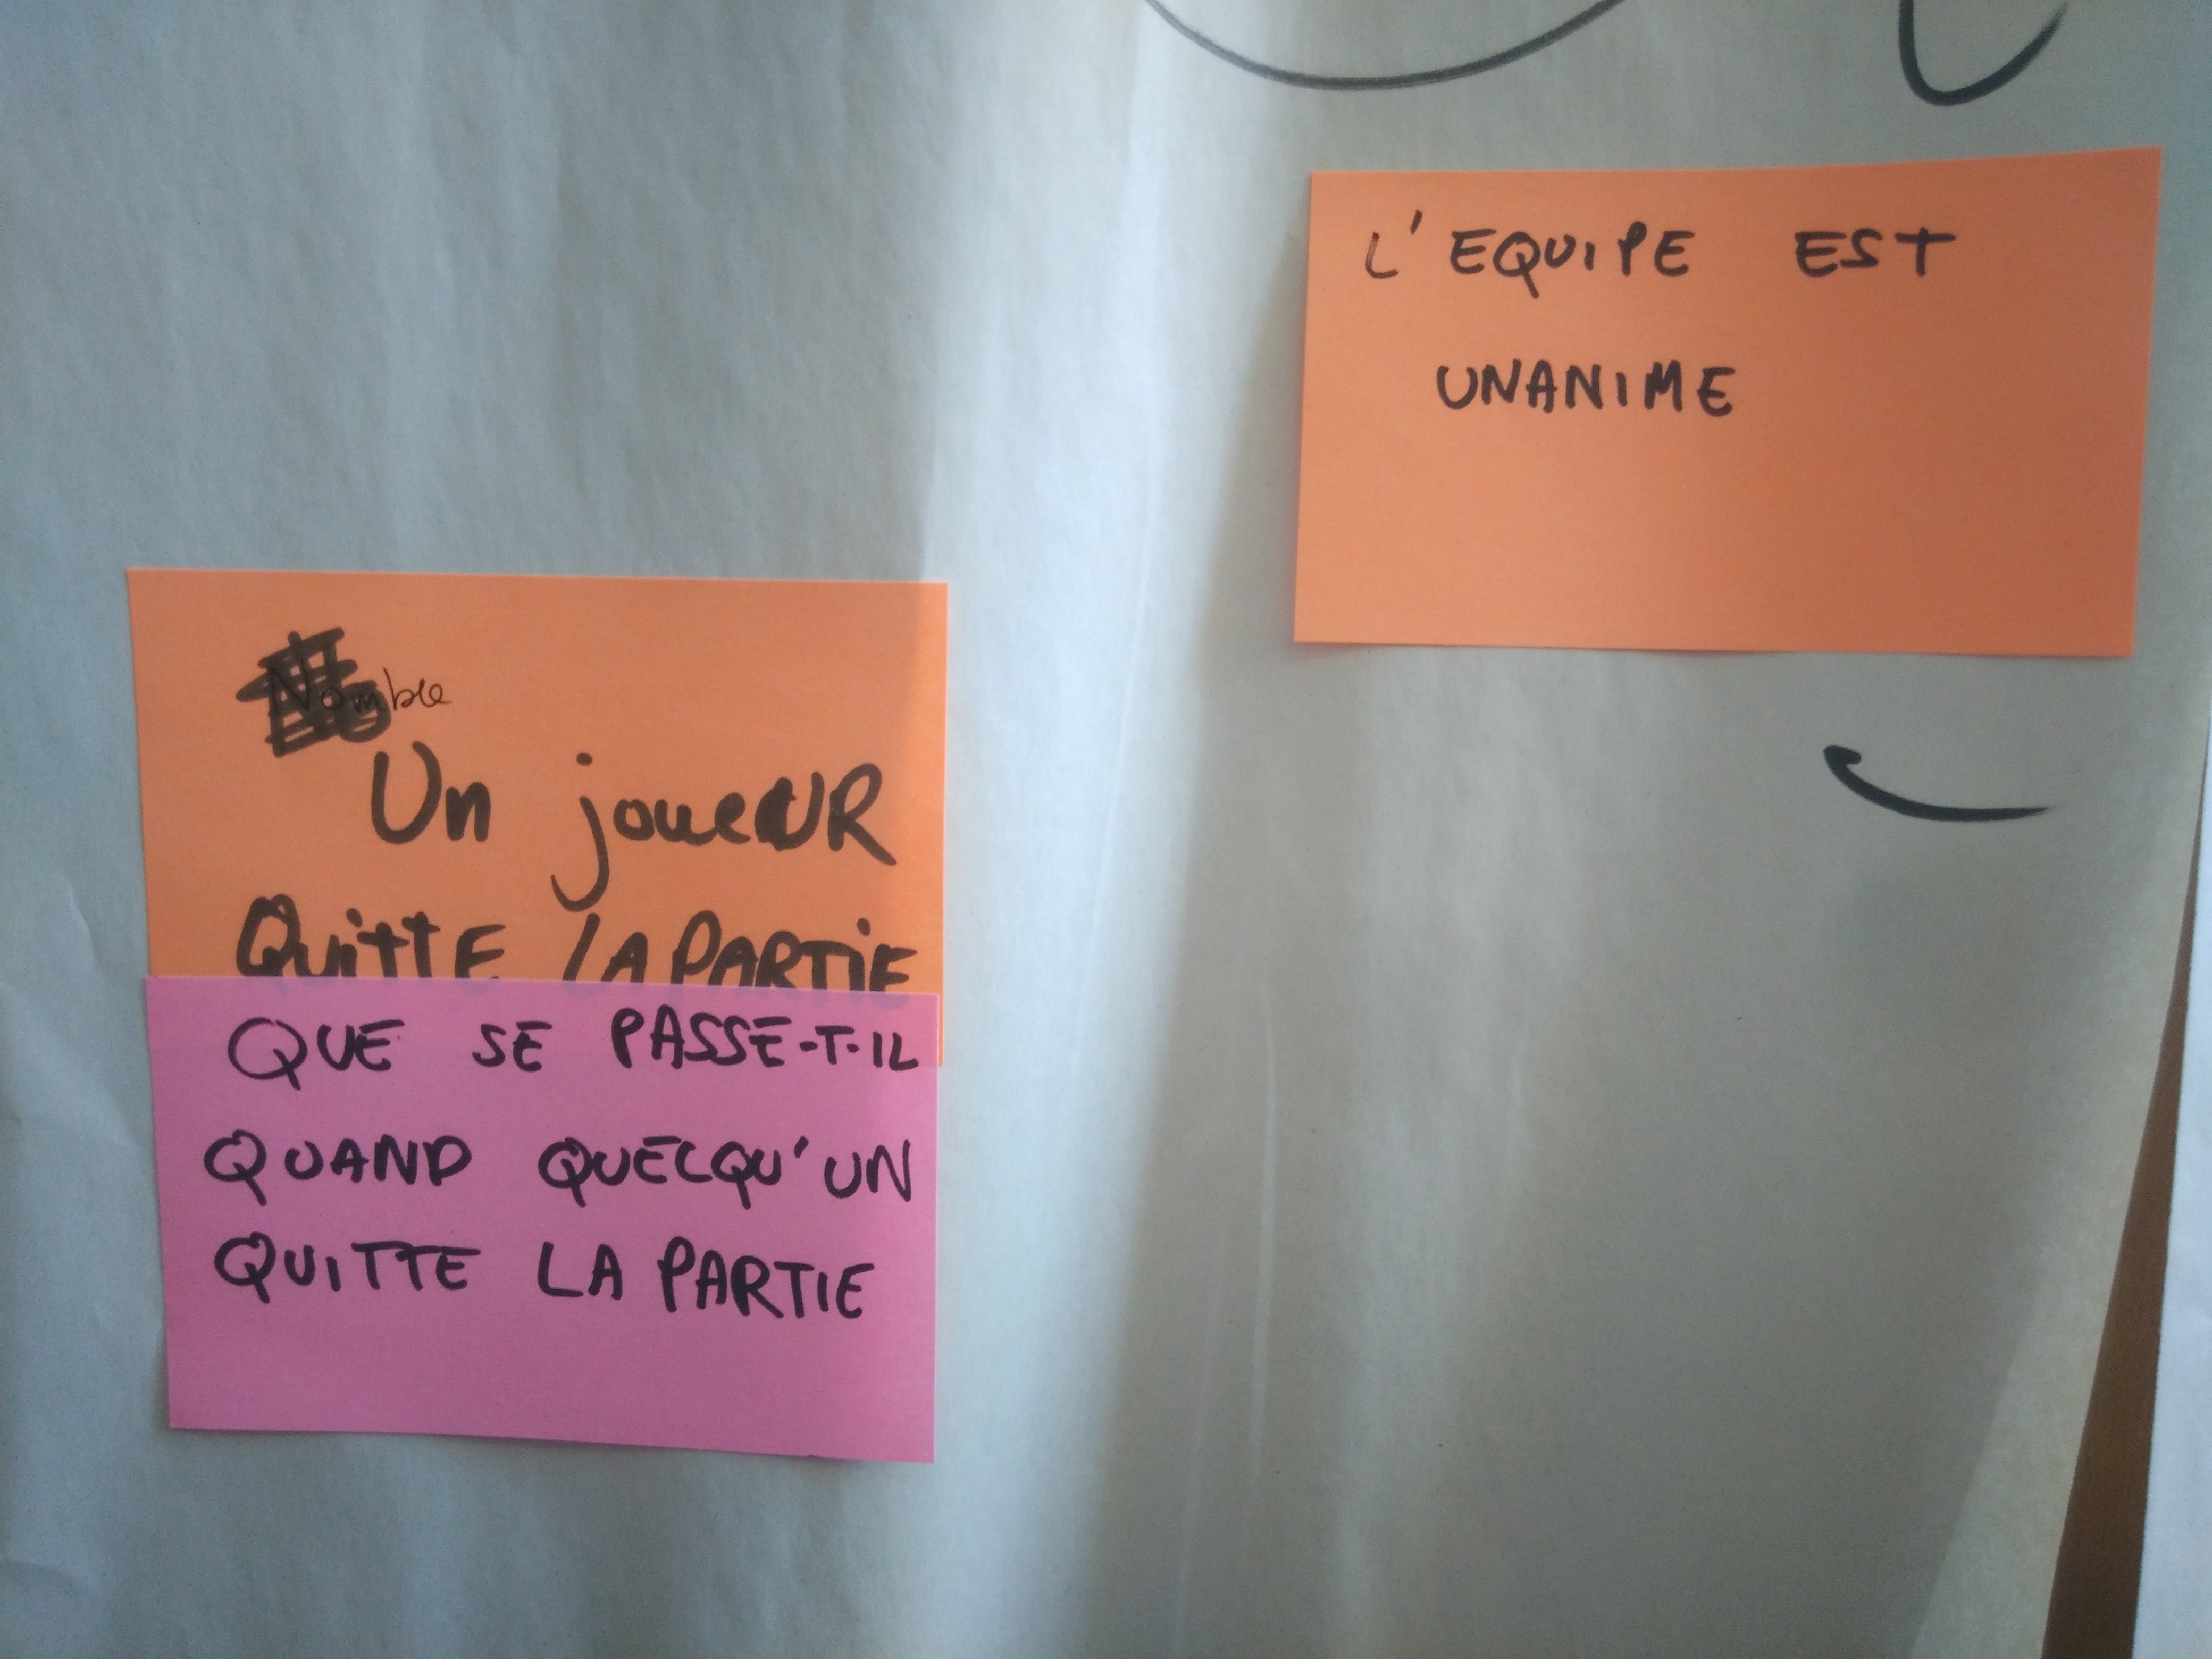 L'EQUIPE EST
UNANIME
Nombre
Un joueUR
QuittE LA PARTiE
QUE SE PASSE-T-IL
QUAND QUELQU'UN
QUITTE LA PARTIE